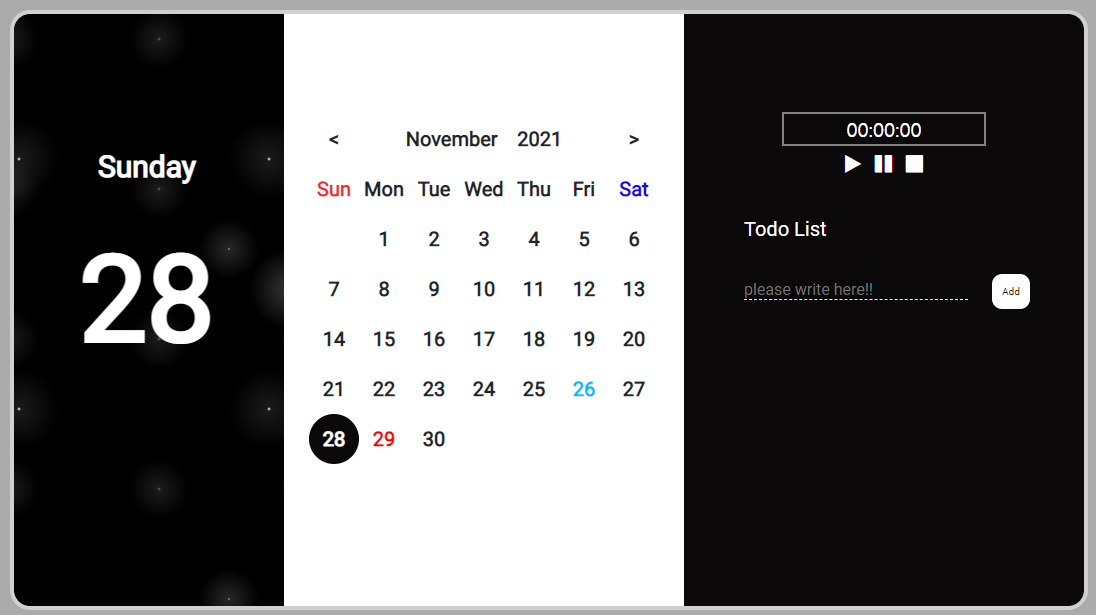 Sunday
28
< November 2021 >
Sun Mon Tue Wed Thu Fri Sat
1 2 3 4 5 6
7 8 9 10 11 12 13
14 15 16 17 18 19 20
21 22 23 24 25 26 27
28 29 30
00:00:00
Todo List
please write here!! Add